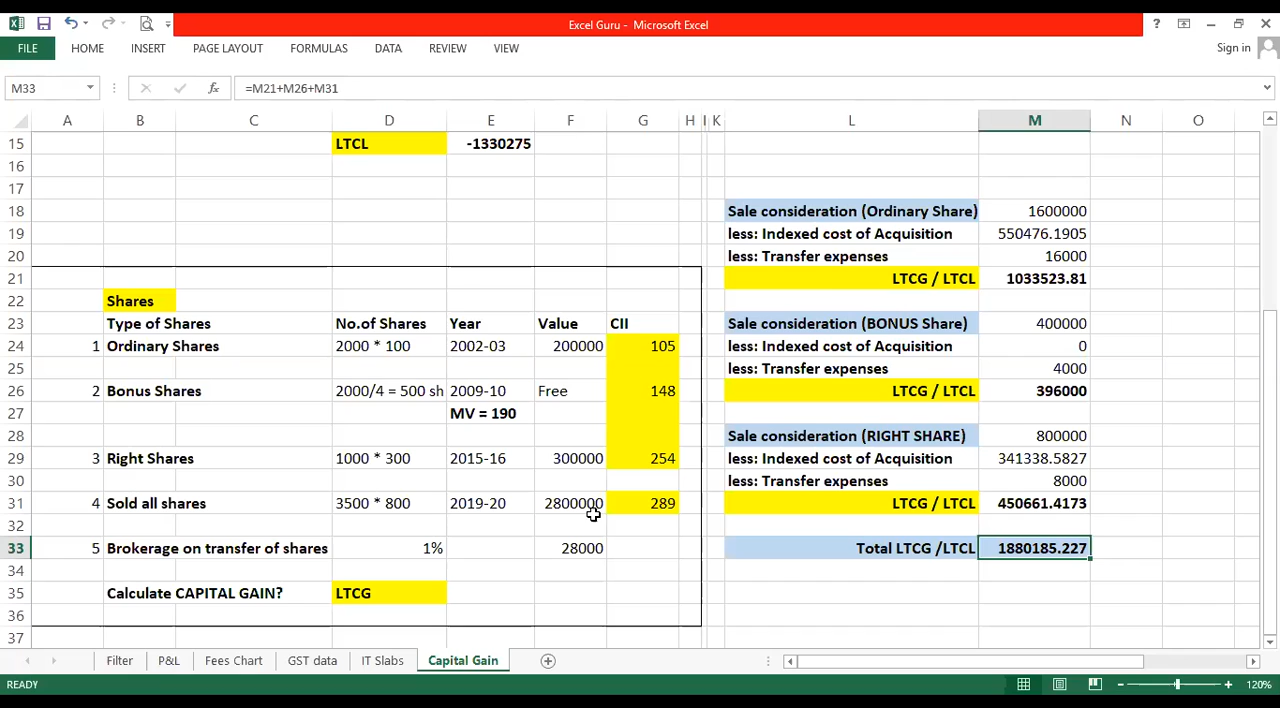 Excel Guru - Microsoft Excel
? Sign in
FILE HOME INSERT PAGE LAYOUT FORMULAS DATA REVIEW VIEW
M33 fx =M21+M26+M31
A B C D E F G H I K L M N O
15 LTCL -1330275
16
17
18 Sale consideration (Ordinary Share) 1600000
19 less: Indexed cost of Acquisition 550476.1905
20 less: Transfer expenses 16000
21 LTCG / LTCL 1033523.81
22 Shares
23 Type of Shares No.of Shares Year Value CII Sale consideration (BONUS Share) 400000
24 1 Ordinary Shares 2000 * 100 2002-03 200000 105 less: Indexed cost of Acquisition 0
25 less: Transfer expenses 4000
26 2 Bonus Shares 2000/4 = 500 sh 2009-10 Free 148 LTCG / LTCL 396000
27 MV = 190
28 Sale consideration (RIGHT SHARE) 800000
29 3 Right Shares 1000 * 300 2015-16 300000 254 less: Indexed cost of Acquisition 341338.5827
30 less: Transfer expenses 8000
31 4 Sold all shares 3500 * 800 2019-20 2800000 289 LTCG / LTCL 450661.4173
32
33 5 Brokerage on transfer of shares 1% 28000 Total LTCG /LTCL 1880185.227
34
35 Calculate CAPITAL GAIN? LTCG
36
37
Filter P&L Fees Chart GST data IT Slabs Capital Gain
READY 120%